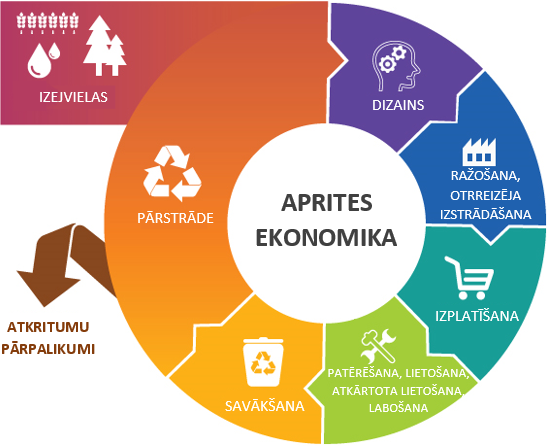 IZEJVIELAS
DIZAINS
RAŽOŠANA,
OTRREIZĒJA
IZSTRĀDĀŠANA
PĀRSTRĀDE
APRITES
EKONOMIKA
IZPLATĪŠANA
ATKRITUMU
PĀRPALIKUMI
PATĒRĒŠANA, LIETOŠANA,
ATKĀRTOTA LIETOŠANA,
LABOŠANA
SAVĀKŠANA